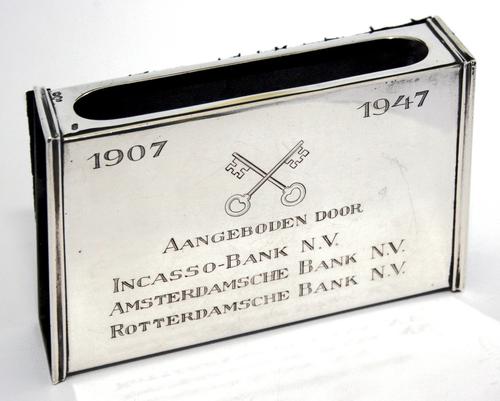 1907 1947
AANGEBODEN DOOR
INCASSO-BANK N.V.
AMSTERDAMSCHE BANK N.V.
ROTTERDAMSCHE BANK N.V.